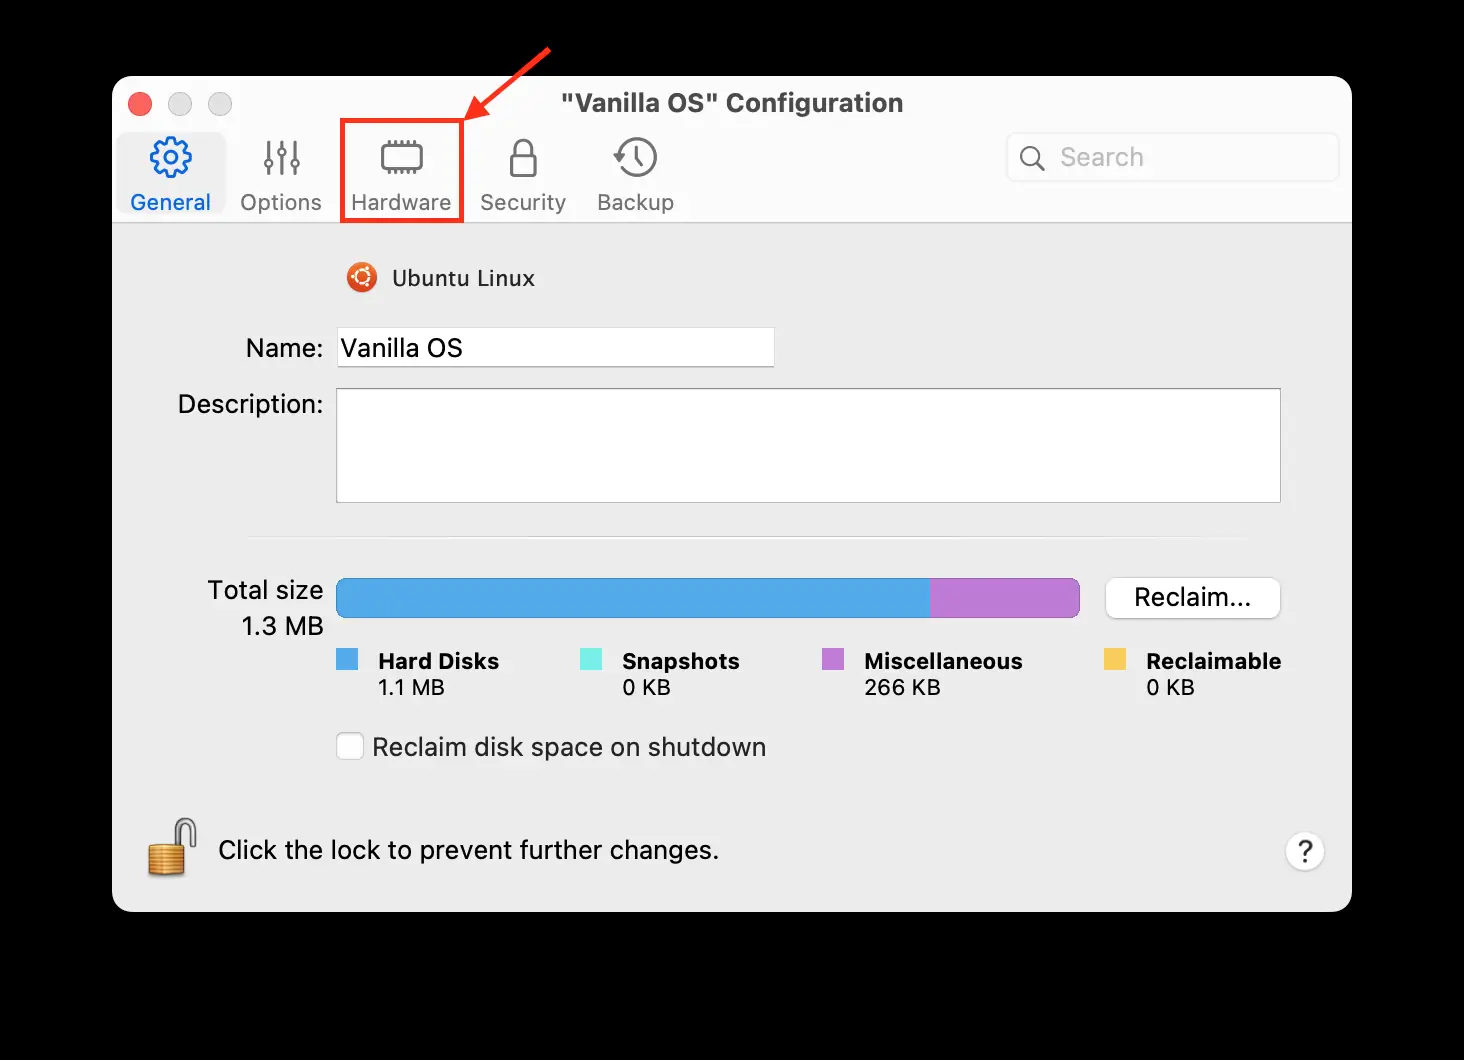 "Vanilla OS" Configuration
General Options Hardware Security Backup Search
Ubuntu Linux
Name: Vanilla OS
Description:
Total size
1.3 MB
Reclaim...
Hard Disks Snapshots Miscellaneous Reclaimable
1.1 MB 0 KB 266 KB 0 KB
Reclaim disk space on shutdown
Click the lock to prevent further changes. ?